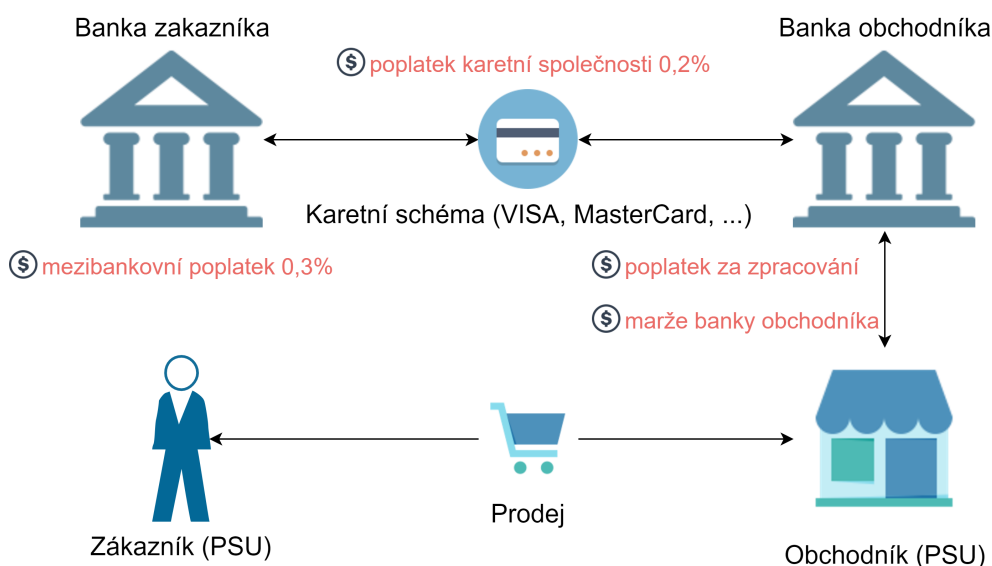 Banka zakazníka
Banka obchodníka
poplatek karetní společnosti 0,2%
Karetní schéma (VISA, MasterCard, ...)
mezibankovní poplatek 0,3%
poplatek za zpracování
marže banky obchodníka
Prodej
Zákazník (PSU)
Obchodník (PSU)